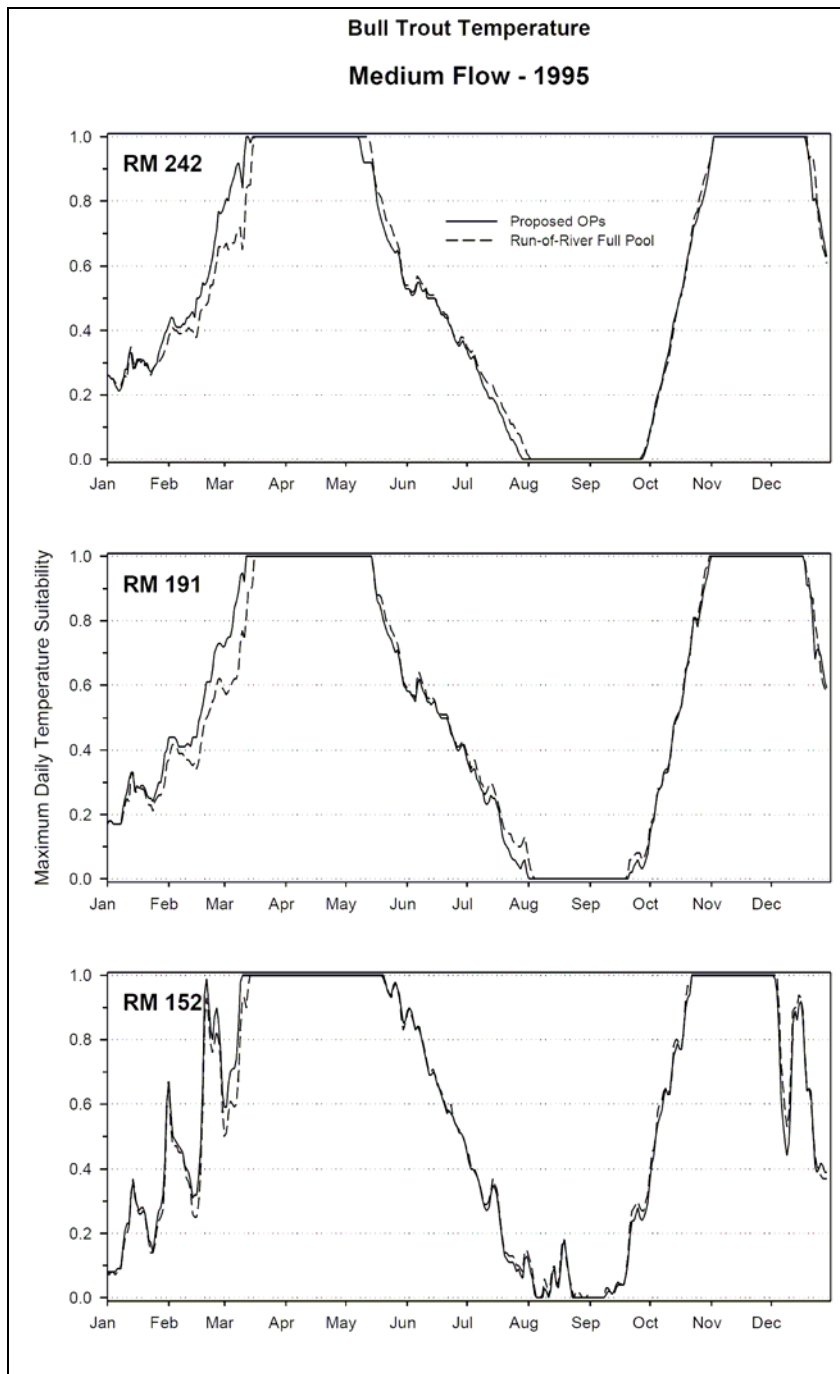 Bull Trout Temperature
Medium Flow - 1995
Maximum Daily Temperature Suitability
1.0
0.8
0.6
0.4
0.2
0.0
RM 242
Proposed OPs
Run-of-River Full Pool
Jan Feb Mar Apr May Jun Jul Aug Sep Oct Nov Dec
1.0
0.8
0.6
0.4
0.2
0.0
RM 191
Jan Feb Mar Apr May Jun Jul Aug Sep Oct Nov Dec
1.0
0.8
0.6
0.4
0.2
0.0
RM 152
Jan Feb Mar Apr May Jun Jul Aug Sep Oct Nov Dec